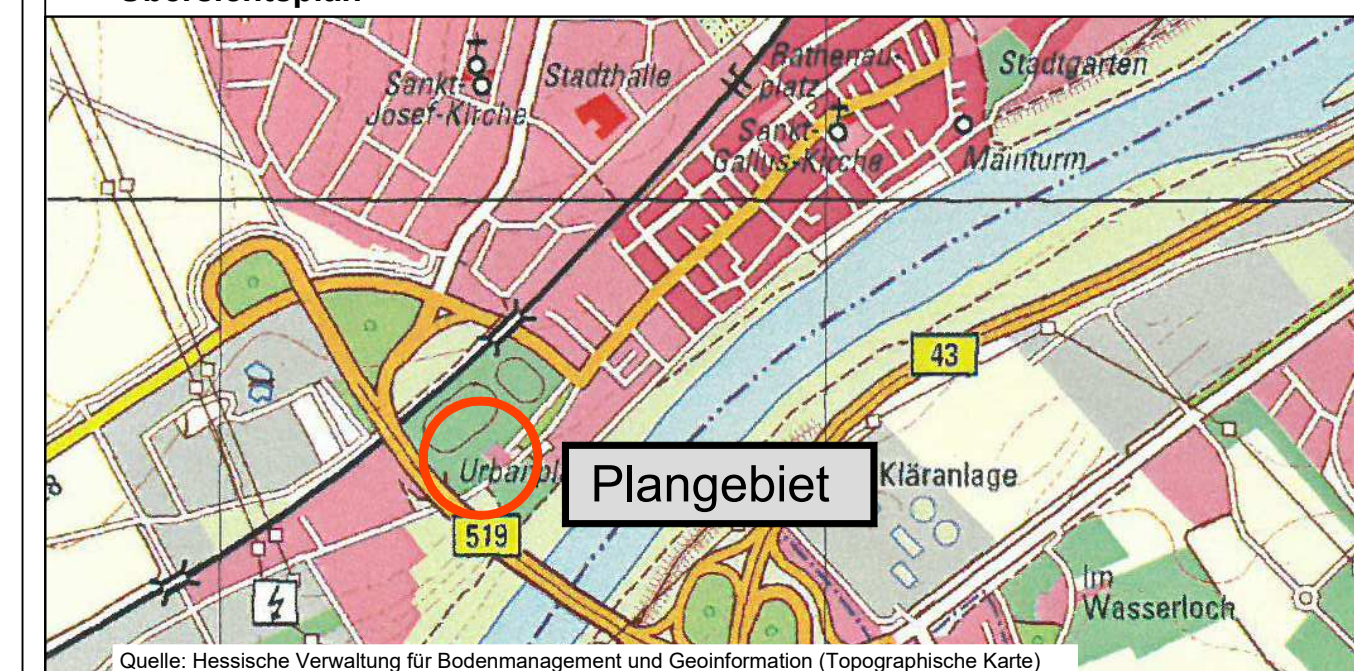 Übersichtsplan
Rathenau-
platz
Stadtgarten
Sankt-
Josef-Kirche
Stadthalle
Sankt-
Gallus-Kirche
Mainturm
43
Plangebiet
Kläranlage
519
Im
Wasserloch
Quelle: Hessische Verwaltung für Bodenmanagement und Geoinformation (Topographische Karte)